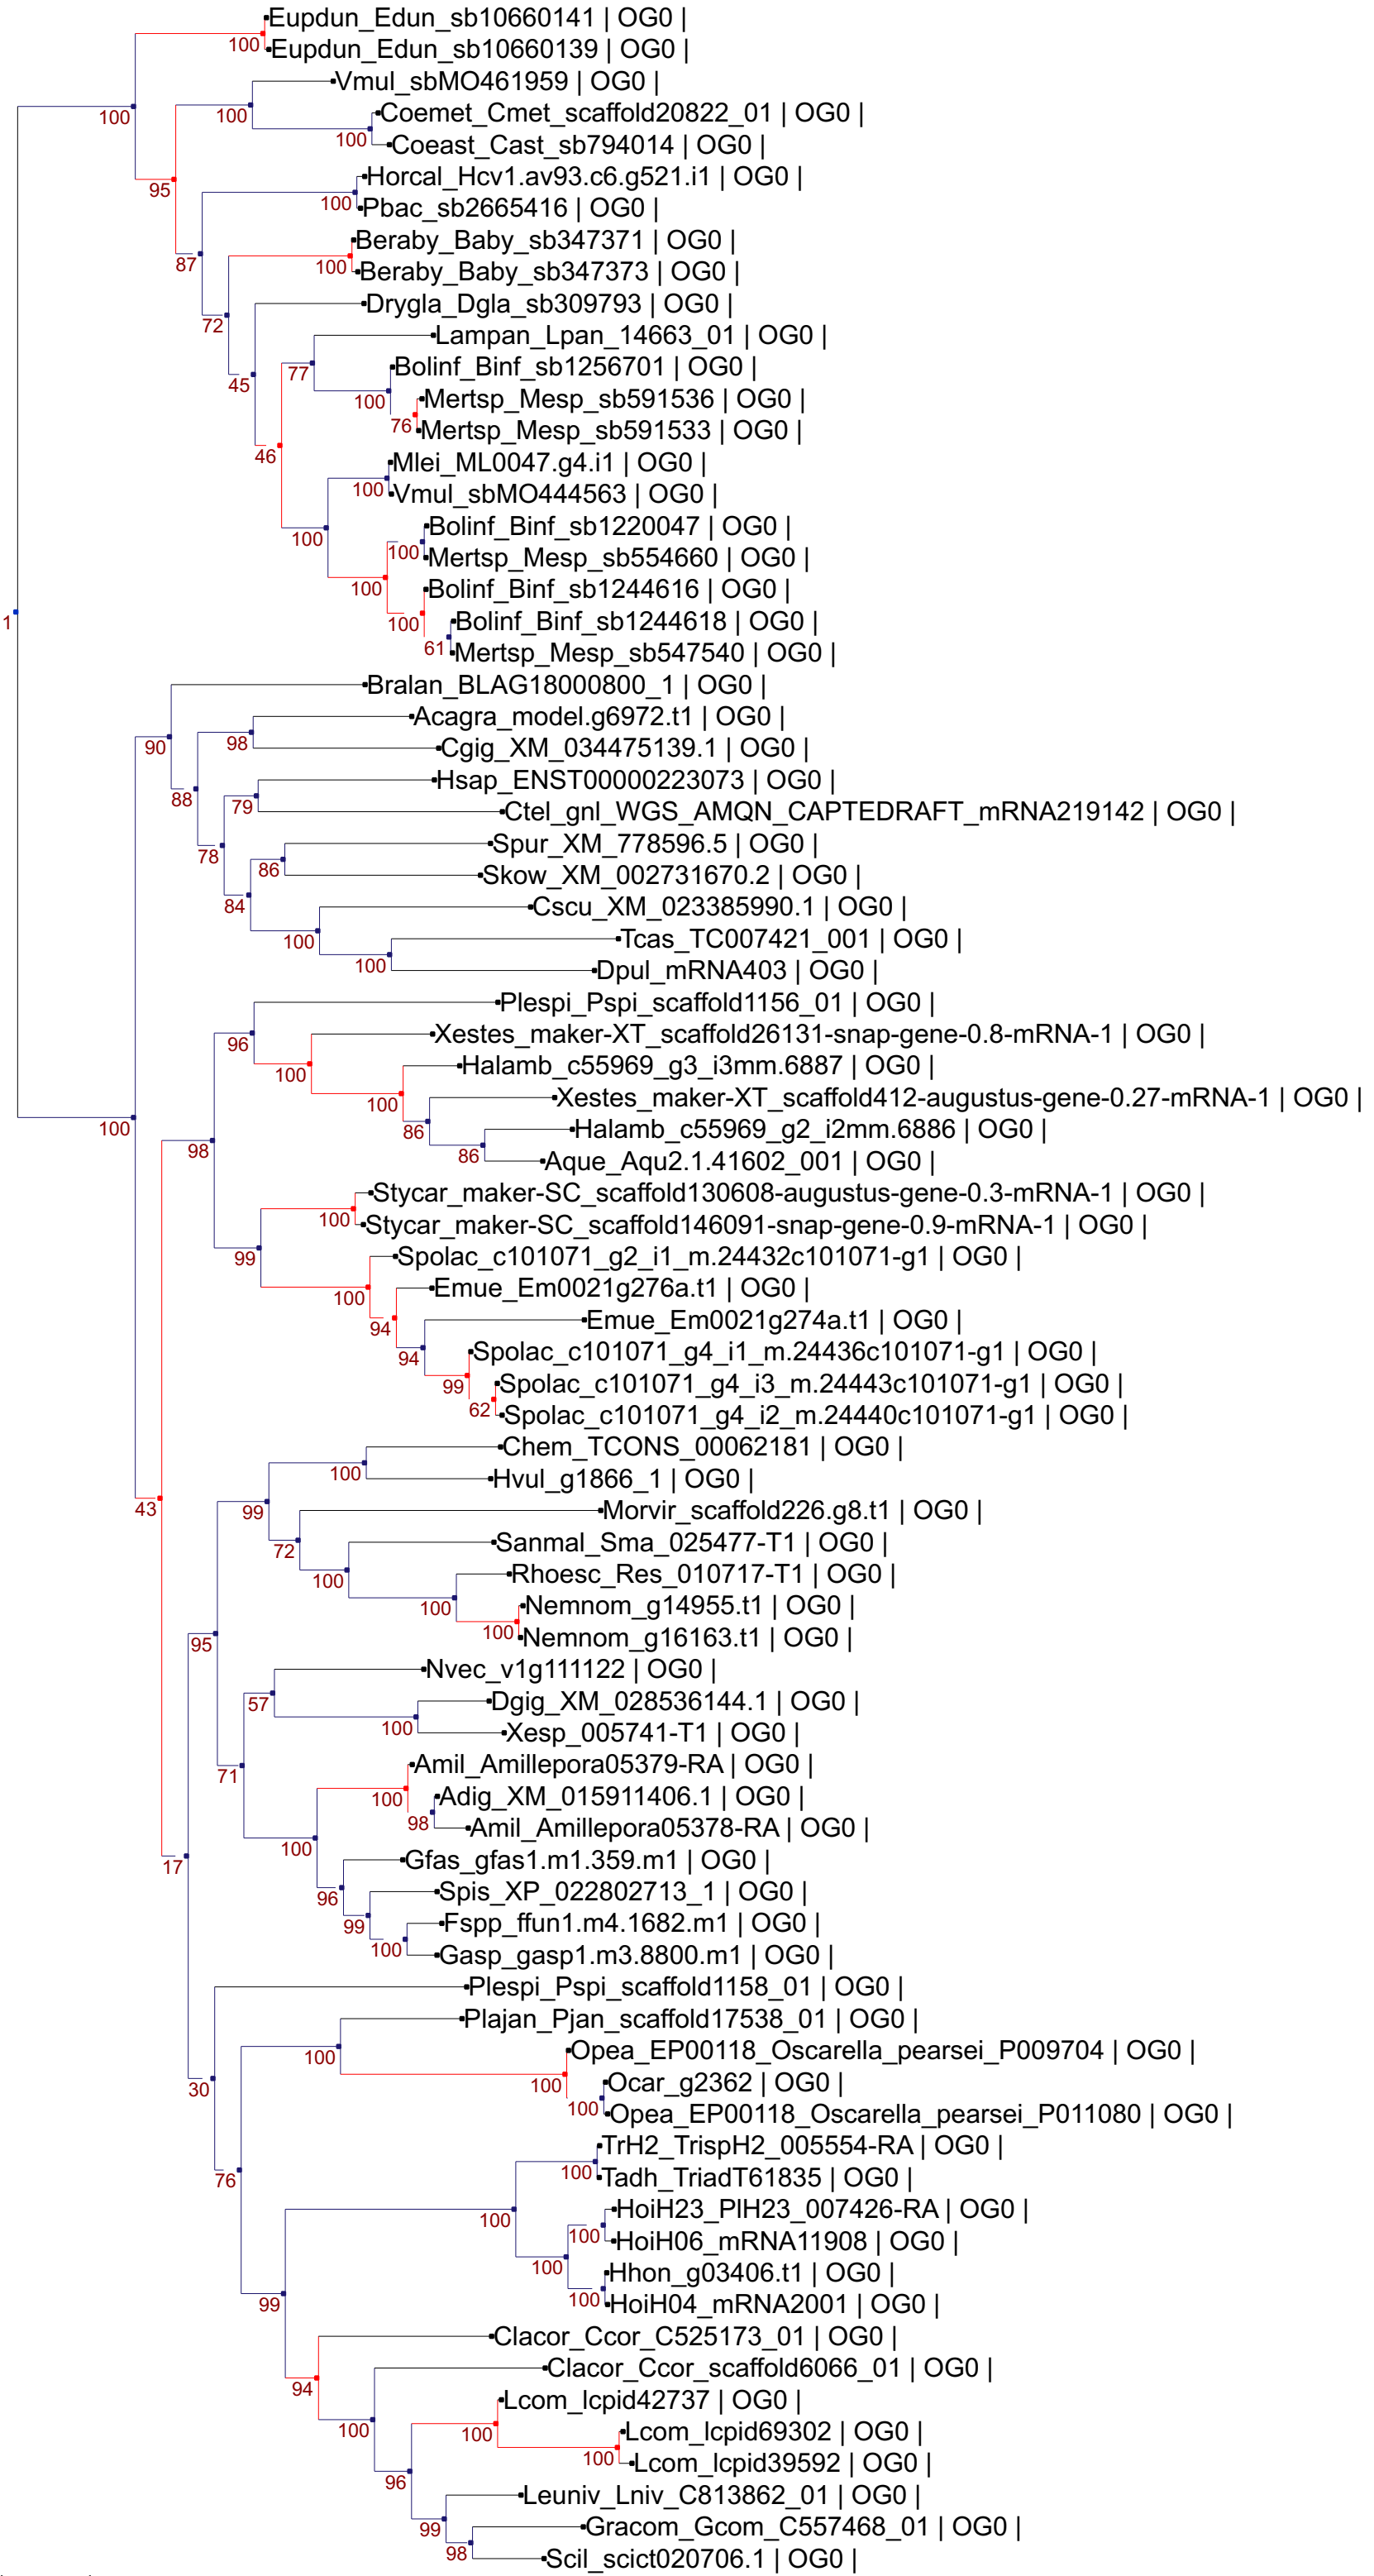 Eupdun_Edun_sb10660141 | OG0 |
100
Eupdun_Edun_sb10660139 | OG0 |
Vmul_sbMO461959 | OG0 |
100
100
Coemet_Cmet_scaffold20822_01 | OG0 |
100
Coeast_Cast_sb794014 | OG0 |
Horcal_Hcv1.av93.c6.g521.i1 | OG0 |
95
100
Pbac_sb2665416 | OG0 |
Beraby_Baby_sb347371 | OG0 |
87
100
Beraby_Baby_sb347373 | OG0 |
Drygla_Dgla_sb309793 | OG0 |
72
Lampan_Lpan_14663_01 | OG0 |
Bolinf_Binf_sb1256701 | OG0 |
77
45
Mertsp_Mesp_sb591536 | OG0 |
100
76
Mertsp_Mesp_sb591533 | OG0 |
46
Mlei_ML0047.g4.i1 | OG0 |
100
Vmul_sbMO444563 | OG0 |
Bolinf_Binf_sb1220047 | OG0 |
100
100
Mertsp_Mesp_sb554660 | OG0 |
100
Bolinf_Binf_sb1244616 | OG0 |
1
100
Bolinf_Binf_sb1244618 | OG0 |
61
Mertsp_Mesp_sb547540 | OG0 |
Bralan_BLAG18000800_1 | OG0 |
Acagra_model.g6972.t1 | OG0 |
90
98
Cgig_XM_034475139.1 | OG0 |
Hsap_ENST00000223073 | OG0 |
88
79
Ctel_gnl_WGS_AMQN_CAPTEDRAFT_mRNA219142 | OG0 |
Spur_XM_778596.5 | OG0 |
78
86
Skow_XM_002731670.2 | OG0 |
84
Cscu_XM_023385990.1 | OG0 |
100
Tcas_TC007421_001 | OG0 |
100
Dpul_mRNA403 | OG0 |
Plespi_Pspi_scaffold1156_01 | OG0 |
96
Xestes_maker-XT_scaffold26131-snap-gene-0.8-mRNA-1 | OG0 |
100
Halamb_c55969_g3_i3mm.6887 | OG0 |
100
Xestes_maker-XT_scaffold412-augustus-gene-0.27-mRNA-1 | OG0 |
100
86
Halamb_c55969_g2_i2mm.6886 | OG0 |
98
86
Aque_Aqu2.1.41602_001 | OG0 |
Stycar_maker-SC_scaffold130608-augustus-gene-0.3-mRNA-1 | OG0 |
100
Stycar_maker-SC_scaffold146091-snap-gene-0.9-mRNA-1 | OG0 |
99
Spolac_c101071_g2_i1_m.24432c101071-g1 | OG0 |
100
Emue_Em0021g276a.t1 | OG0 |
94
Emue_Em0021g274a.t1 | OG0 |
94
Spolac_c101071_g4_i1_m.24436c101071-g1 | OG0 |
99
Spolac_c101071_g4_i3_m.24443c101071-g1 | OG0 |
62
Spolac_c101071_g4_i2_m.24440c101071-g1 | OG0 |
Chem_TCONS_00062181 | OG0 |
100
Hvul_g1866_1 | OG0 |
43
99
Morvir_scaffold226.g8.t1 | OG0 |
72
Sanmal_Sma_025477-T1 | OG0 |
100
Rhoesc_Res_010717-T1 | OG0 |
100
Nemnom_g14955.t1 | OG0 |
100
Nemnom_g16163.t1 | OG0 |
95
Nvec_v1g111122 | OG0 |
57
Dgig_XM_028536144.1 | OG0 |
100
Xesp_005741-T1 | OG0 |
Amil_Amillepora05379-RA | OG0 |
71
100
Adig_XM_015911406.1 | OG0 |
98
Amil_Amillepora05378-RA | OG0 |
100
Gfas_gfas1.m1.359.m1 | OG0 |
17
96
Spis_XP_022802713_1 | OG0 |
99
Fspp_ffun1.m4.1682.m1 | OG0 |
100
Gasp_gasp1.m3.8800.m1 | OG0 |
Plespi_Pspi_scaffold1158_01 | OG0 |
Plajan_Pjan_scaffold17538_01 | OG0 |
100
Opea_EP00118_Oscarella_pearsei_P009704 | OG0 |
30
100
Ocar_g2362 | OG0 |
100
Opea_EP00118_Oscarella_pearsei_P011080 | OG0 |
TrH2_TrispH2_005554-RA | OG0 |
76
100
Tadh_TriadT61835 | OG0 |
HoiH23_PlH23_007426-RA | OG0 |
100
100
HoiH06_mRNA11908 | OG0 |
100
Hhon_g03406.t1 | OG0 |
99
100
HoiH04_mRNA2001 | OG0 |
Clacor_Ccor_C525173_01 | OG0 |
94
Clacor_Ccor_scaffold6066_01 | OG0 |
Lcom_lcpid42737 | OG0 |
100
100
Lcom_lcpid69302 | OG0 |
100
Lcom_lcpid39592 | OG0 |
96
Leuniv_Lniv_C813862_01 | OG0 |
99
Gracom_Gcom_C557468_01 | OG0 |
98
Scil_scict020706.1 | OG0 |